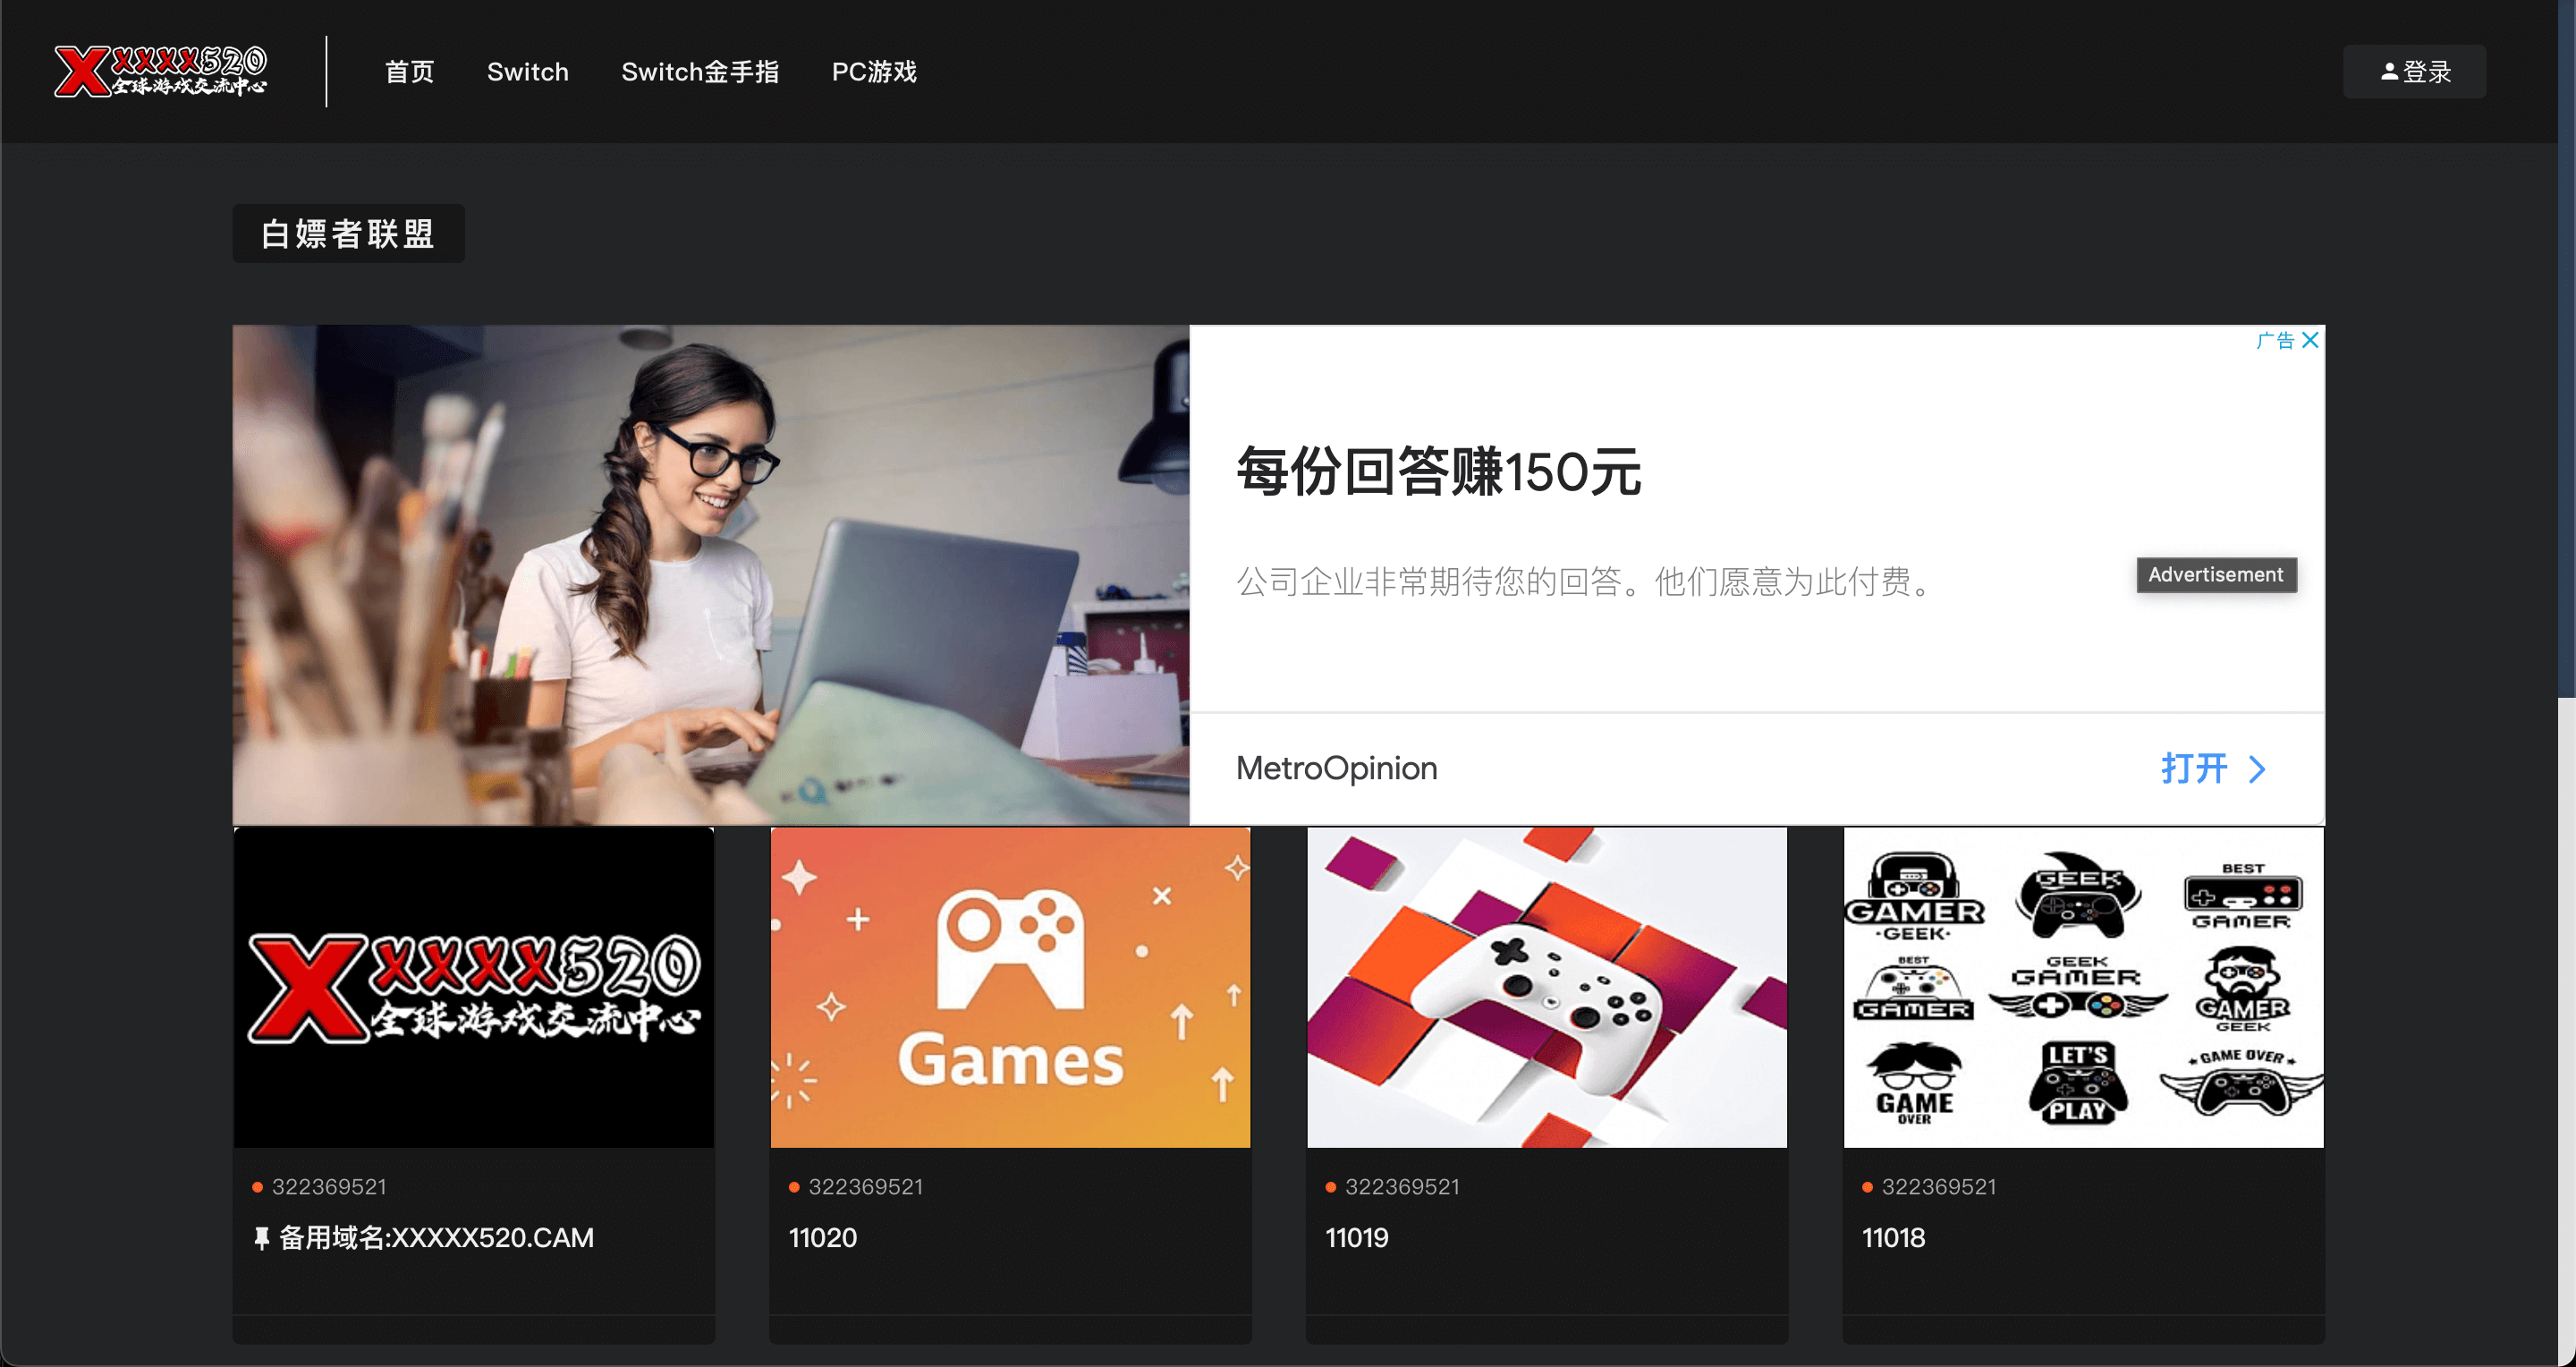 XXXXX520
全球游戏交流中心
首页
Switch
Switch金手指
PC游戏
登录
白嫖者联盟
广告
每份回答赚150元
公司企业非常期待您的回答。他们愿意为此付费。
Advertisement
MetroOpinion
打开
XXXXX520
全球游戏交流中心
322369521
备用域名:XXXXX520.CAM
Games
322369521
11020
322369521
11019
GAMER
·GEEK·
GEEK
BEST
GAMER
BEST
GAMER
GEEK
GAMER
GAMER
GEEK
GAME
OVER
LET'S
PLAY
GAME OVER
322369521
11018